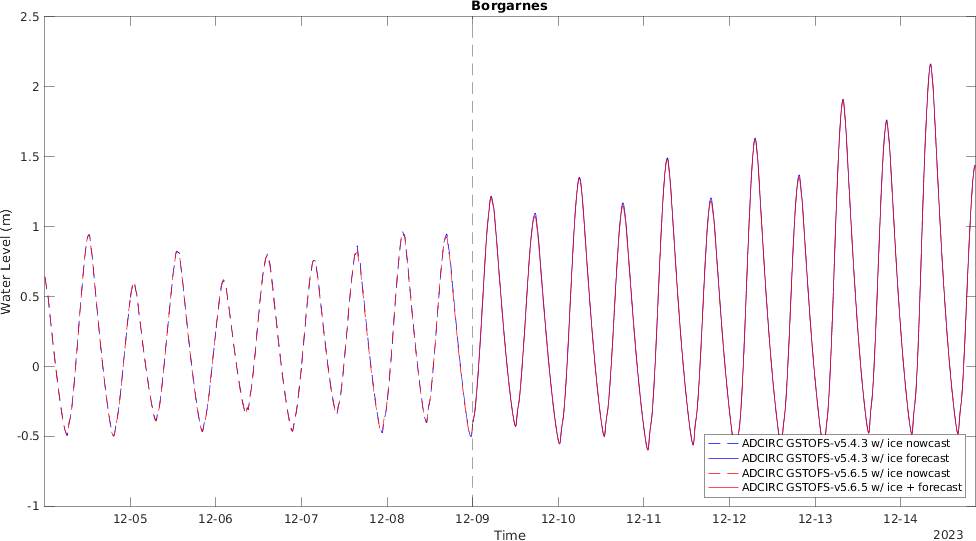 Borgarnes
2.5
2
1.5
1
0.5
0
-0.5
-1
Water Level (m)
12-05
12-06
12-07
12-08
12-09
12-10
12-11
12-12
12-13
12-14
Time
2023
ADCIRC GSTOFS-v5.4.3 w/ ice nowcast
ADCIRC GSTOFS-v5.4.3 w/ ice forecast
ADCIRC GSTOFS-v5.6.5 w/ ice nowcast
ADCIRC GSTOFS-v5.6.5 w/ ice + forecast